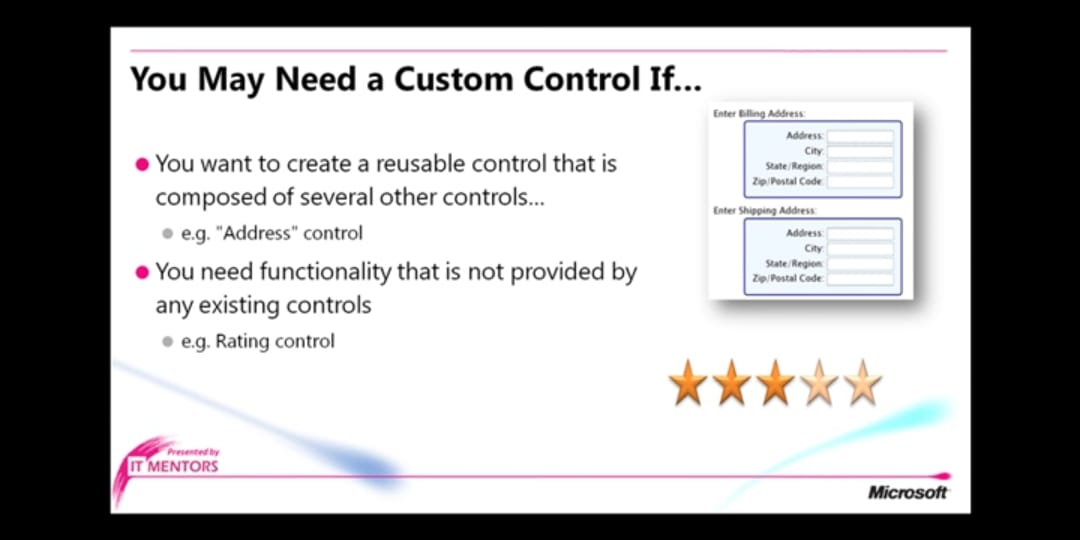 You May Need a Custom Control If...
You want to create a reusable control that is
composed of several other controls...
e.g. "Address" control
You need functionality that is not provided by
any existing controls
e.g. Rating control
Enter Billing Address:
Address:
City:
State/Region:
Zip/Postal Code:
Enter Shipping Address:
Address:
City:
State/Region:
Zip/Postal Code:
Presented by
IT MENTORS
Microsoft